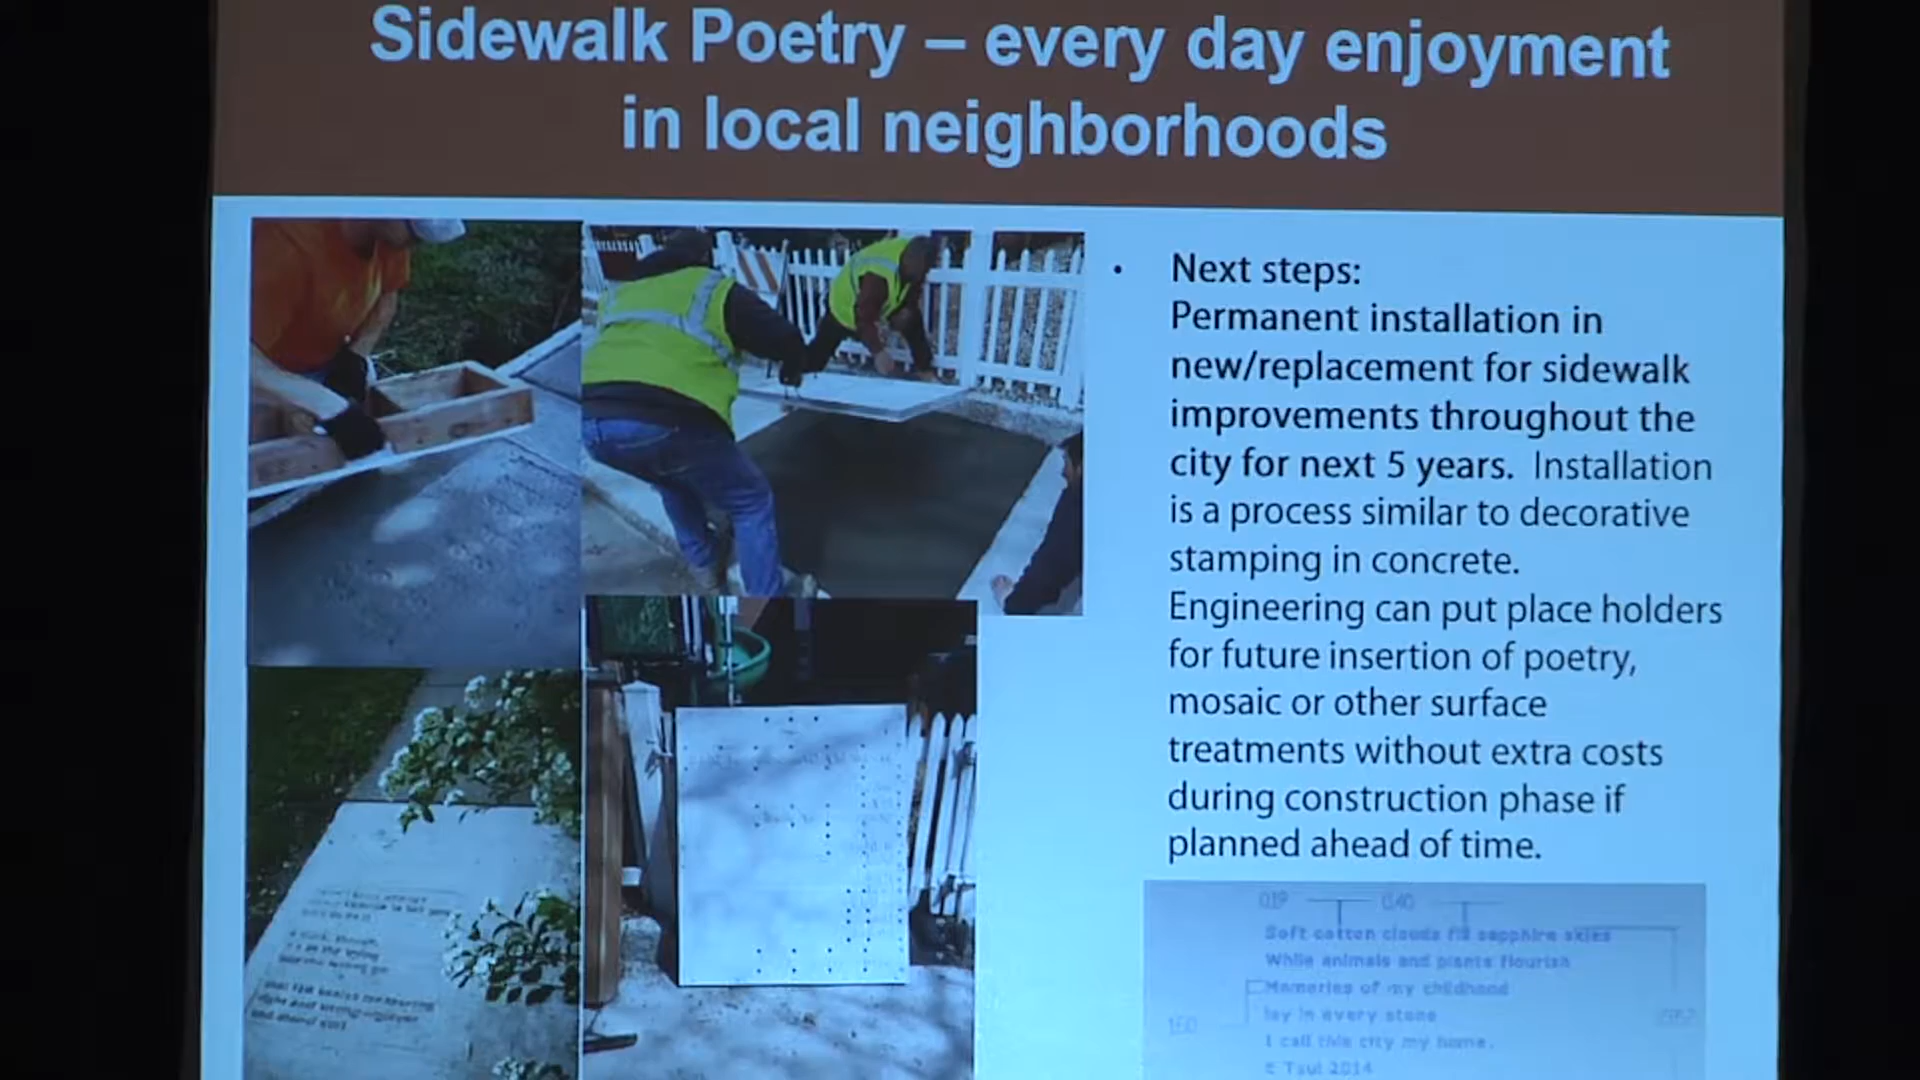 Sidewalk Poetry – every day enjoyment
in local neighborhoods
• Next steps:
Permanent installation in
new/replacement for sidewalk
improvements throughout the
city for next 5 years. Installation
is a process similar to decorative
stamping in concrete.
Engineering can put place holders
for future insertion of poetry,
mosaic or other surface
treatments without extra costs
during construction phase if
planned ahead of time.
Soft cotton clouds fill sapphire skies
While animals and plants flourish
Memories of my childhood
lay in every stone
I call this city my home.
2014